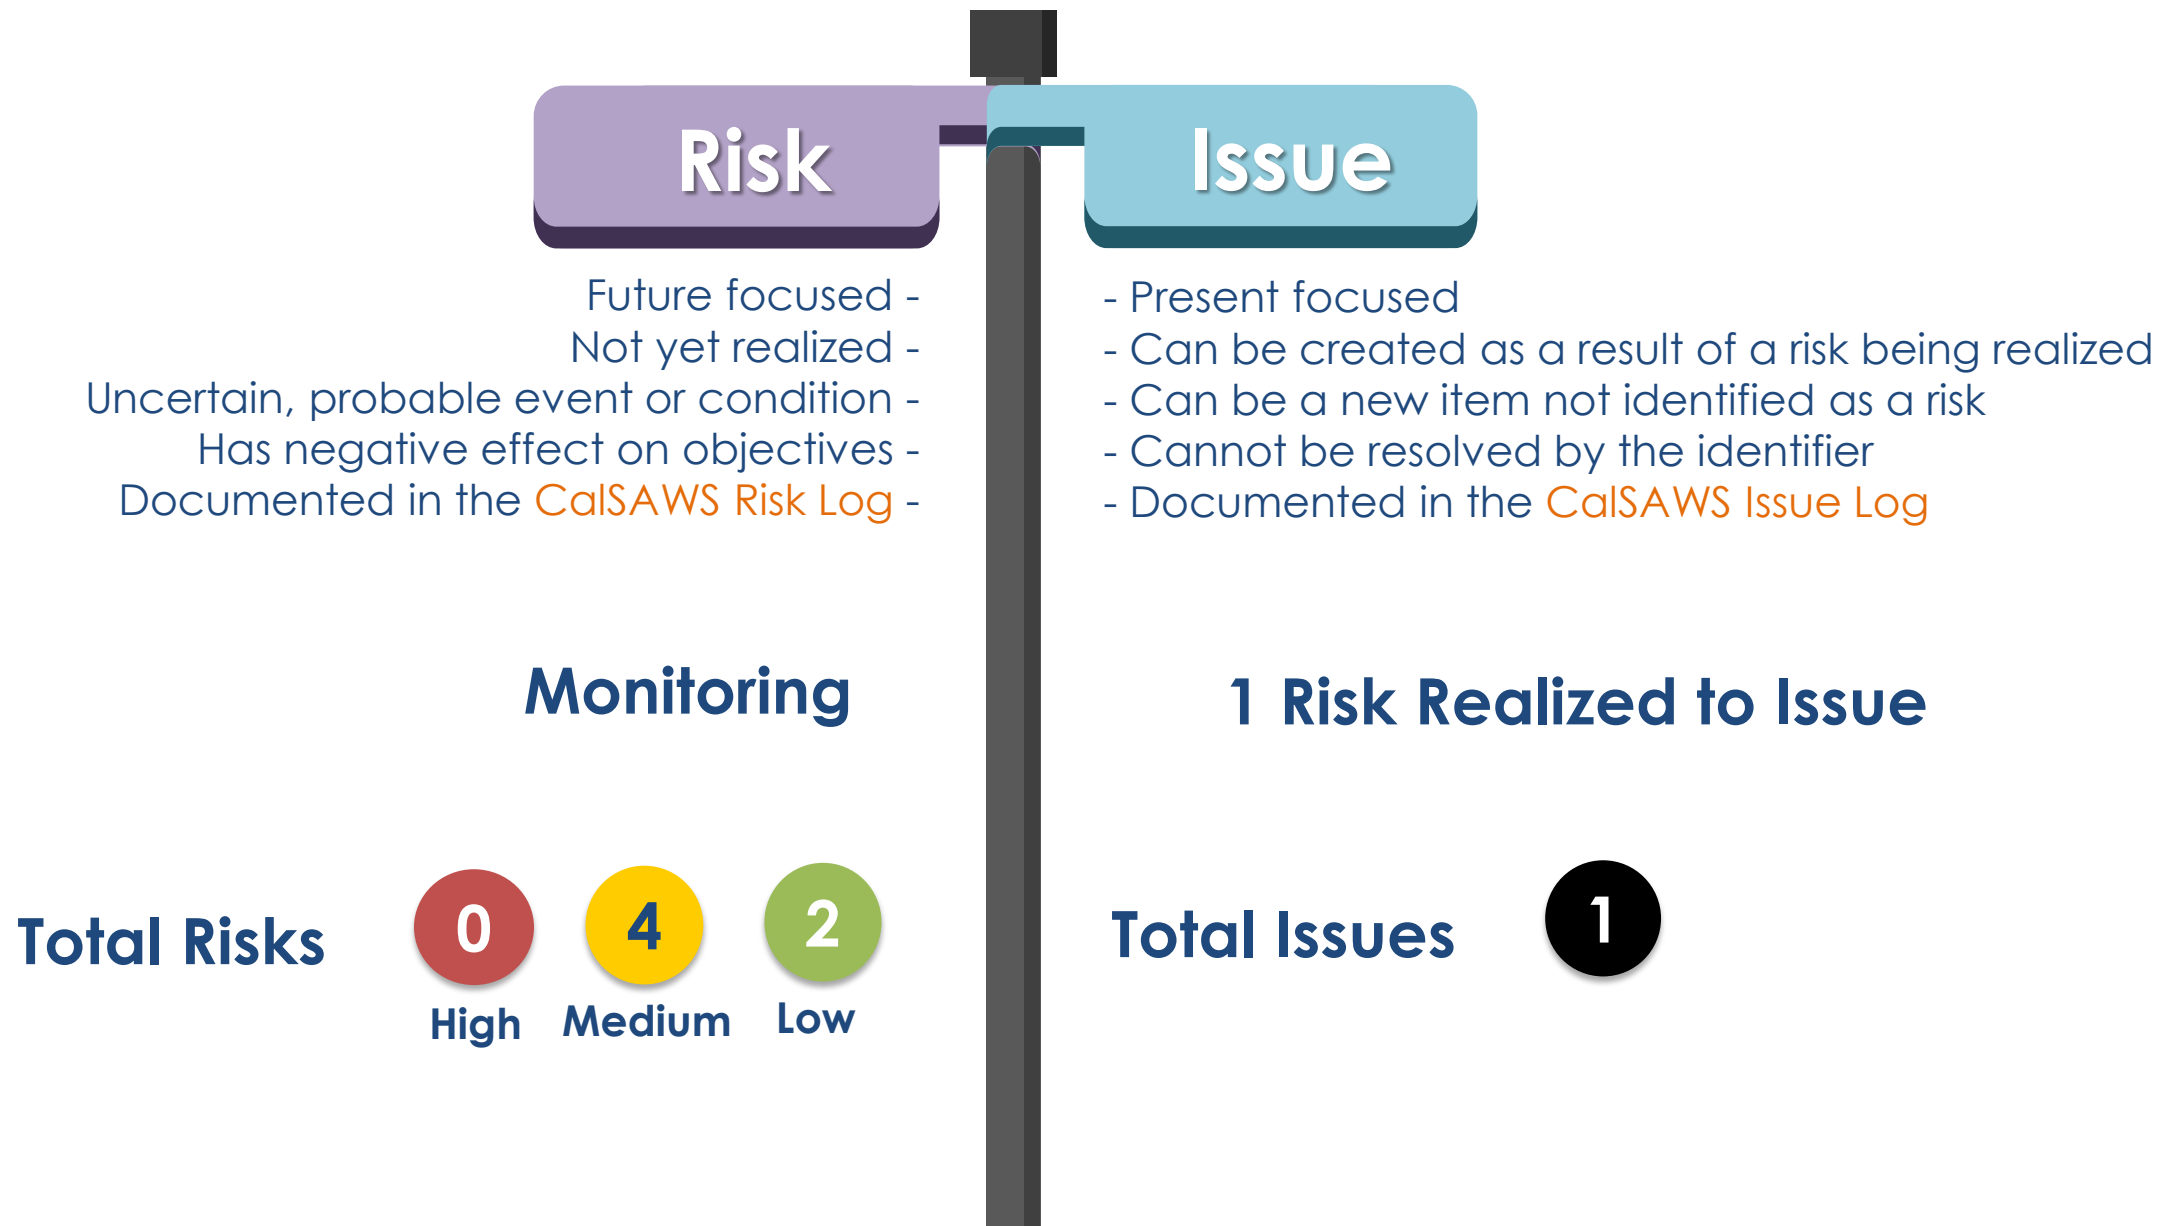 Risk
Future focused -
Not yet realized -
Uncertain, probable event or condition -
Has negative effect on objectives -
Documented in the CalSAWS Risk Log -
Monitoring
Total Risks
0
4
2
High
Medium
Low
Issue
- Present focused
- Can be created as a result of a risk being realized
- Can be a new item not identified as a risk
- Cannot be resolved by the identifier
- Documented in the CalSAWS Issue Log
1 Risk Realized to Issue
Total Issues
1